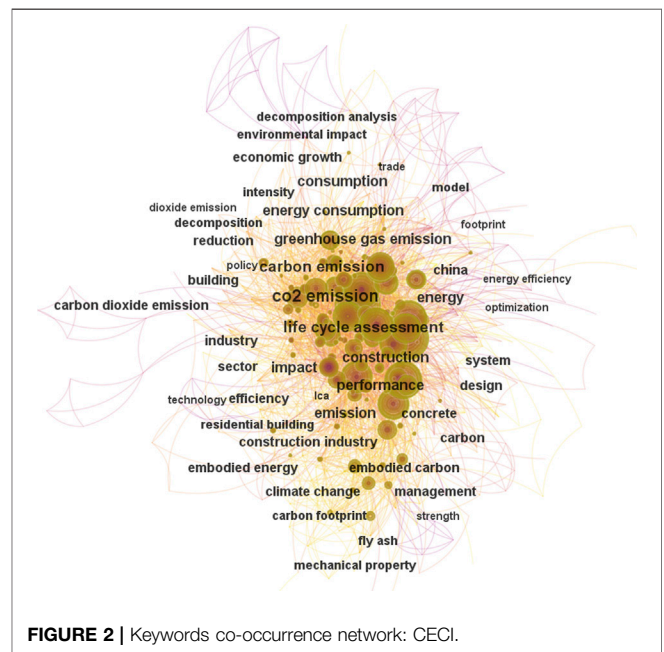 decomposition analysis
environmental impact
economic growth
trade
consumption
model
intensity
dioxide emission
energy consumption
decomposition
footprint
reduction
greenhouse gas emission
policy
carbon emission
china
building
energy efficiency
co2 emission
energy
carbon dioxide emission
optimization
life cycle assessment
industry
construction
system
sector
impact
performance
design
technology
efficiency
lca
emission
concrete
residential building
construction industry
carbon
embodied energy
embodied carbon
climate change
management
carbon footprint
strength
fly ash
mechanical property
FIGURE 2 | Keywords co-occurrence network: CECI.